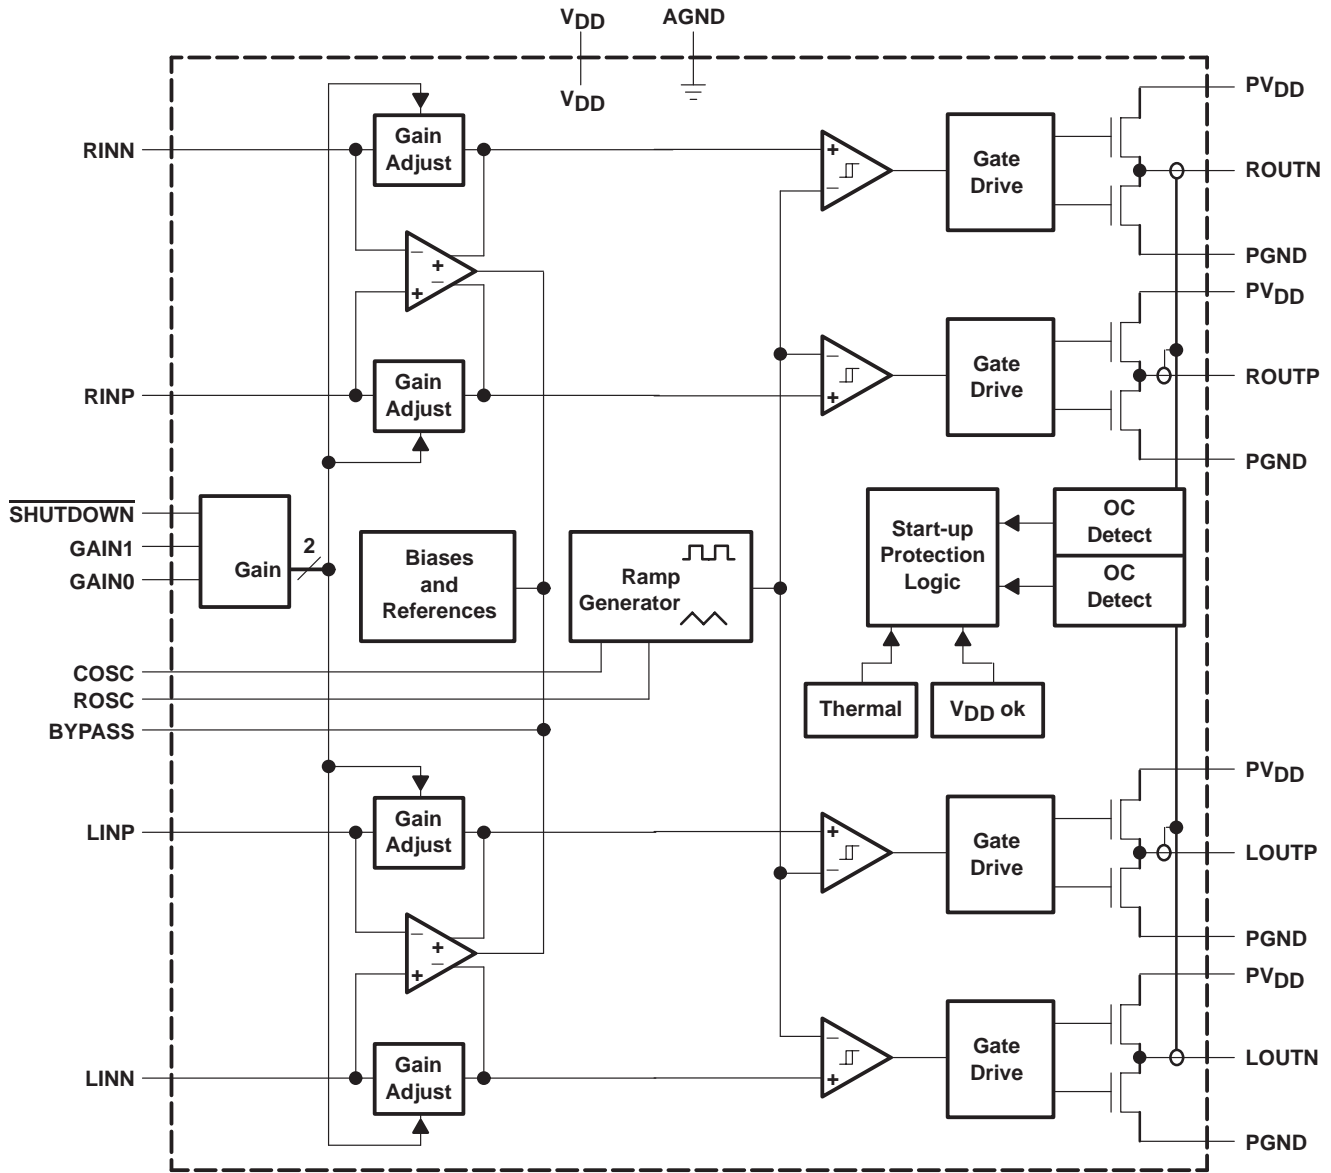 VDD
AGND
VDD
PVDD
RINN
Gain
Adjust
+
−
Gate
Drive
ROUTN
−
+
−
+
PGND
PVDD
RINP
Gain
Adjust
−
+
Gate
Drive
ROUTP
PGND
SHUTDOWN
GAIN1
GAIN0
Gain
2
Biases
and
References
Ramp
Generator
Start-up
Protection
Logic
OC
Detect
OC
Detect
COSC
ROSC
BYPASS
Thermal
VDD ok
PVDD
LINP
Gain
Adjust
+
−
Gate
Drive
LOUTP
−
+
−
+
PGND
PVDD
LINN
Gain
Adjust
−
+
Gate
Drive
LOUTN
PGND